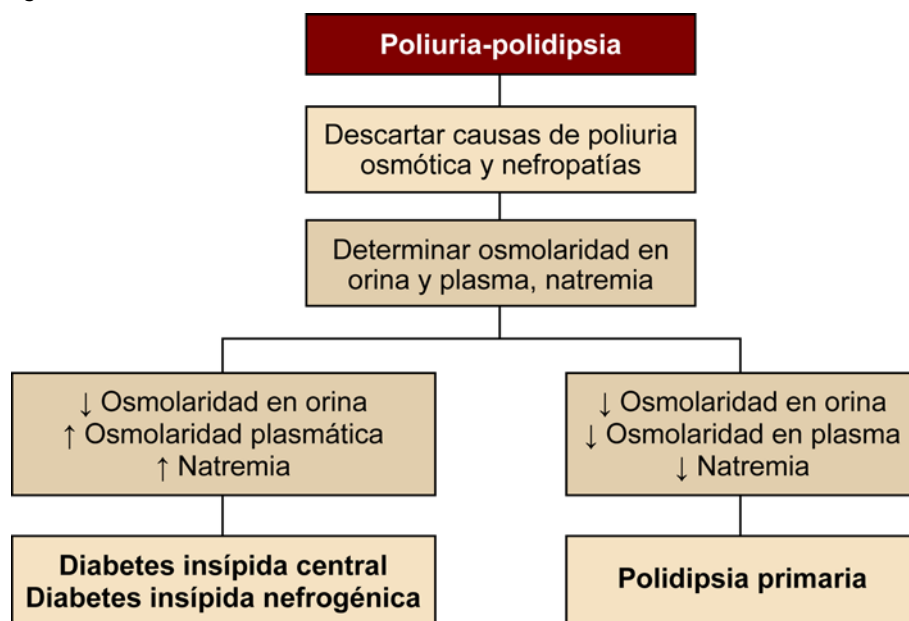 Poliuria-polidipsia
Descartar causas de poliuria
osmótica y nefropatías
Determinar osmolaridad en
orina y plasma, natremia
↓ Osmolaridad en orina
↑ Osmolaridad plasmática
↑ Natremia
↓ Osmolaridad en orina
↓ Osmolaridad en plasma
↓ Natremia
Diabetes insípida central
Diabetes insípida nefrogénica
Polidipsia primaria